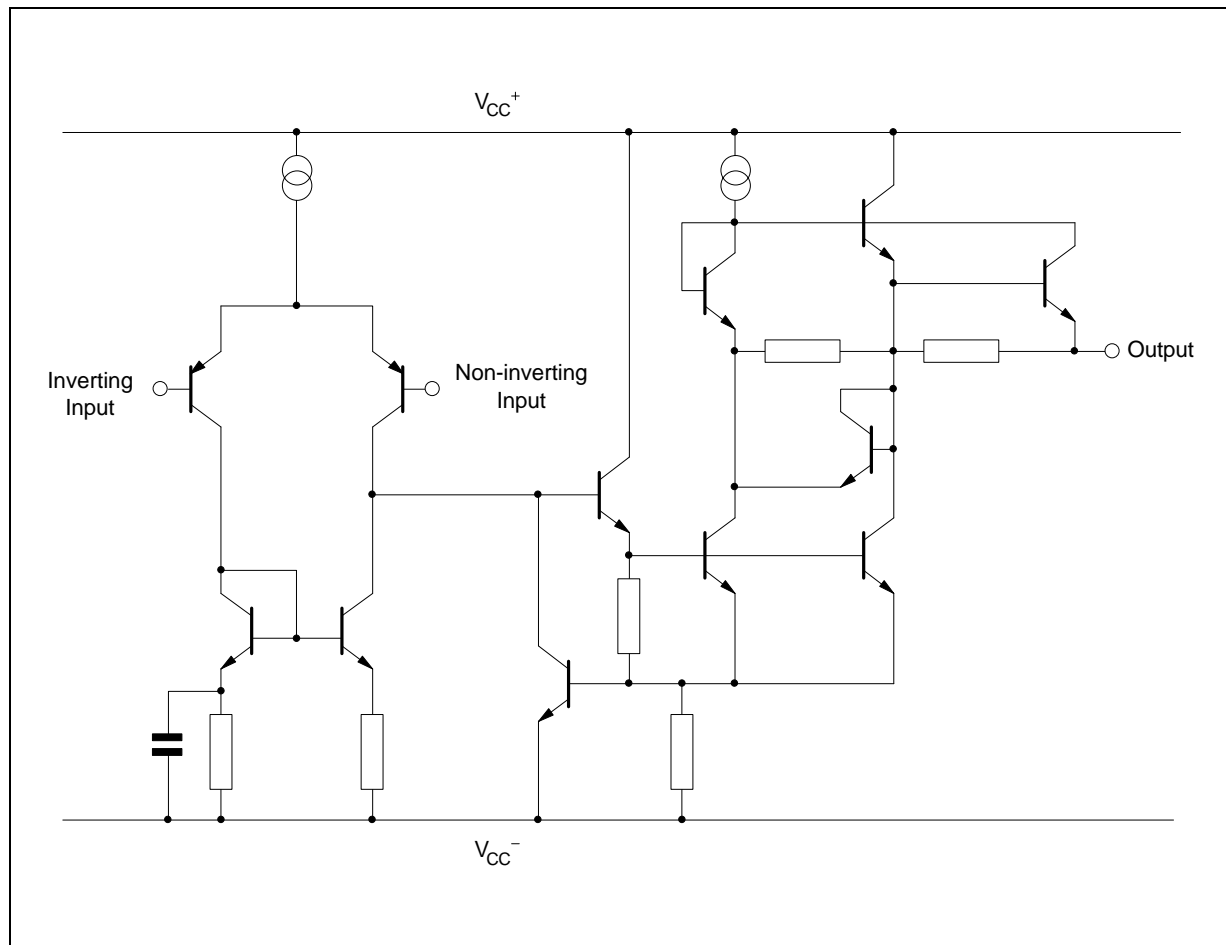 VCC+
Inverting
Input
Non-inverting
Input
Output
VCC−